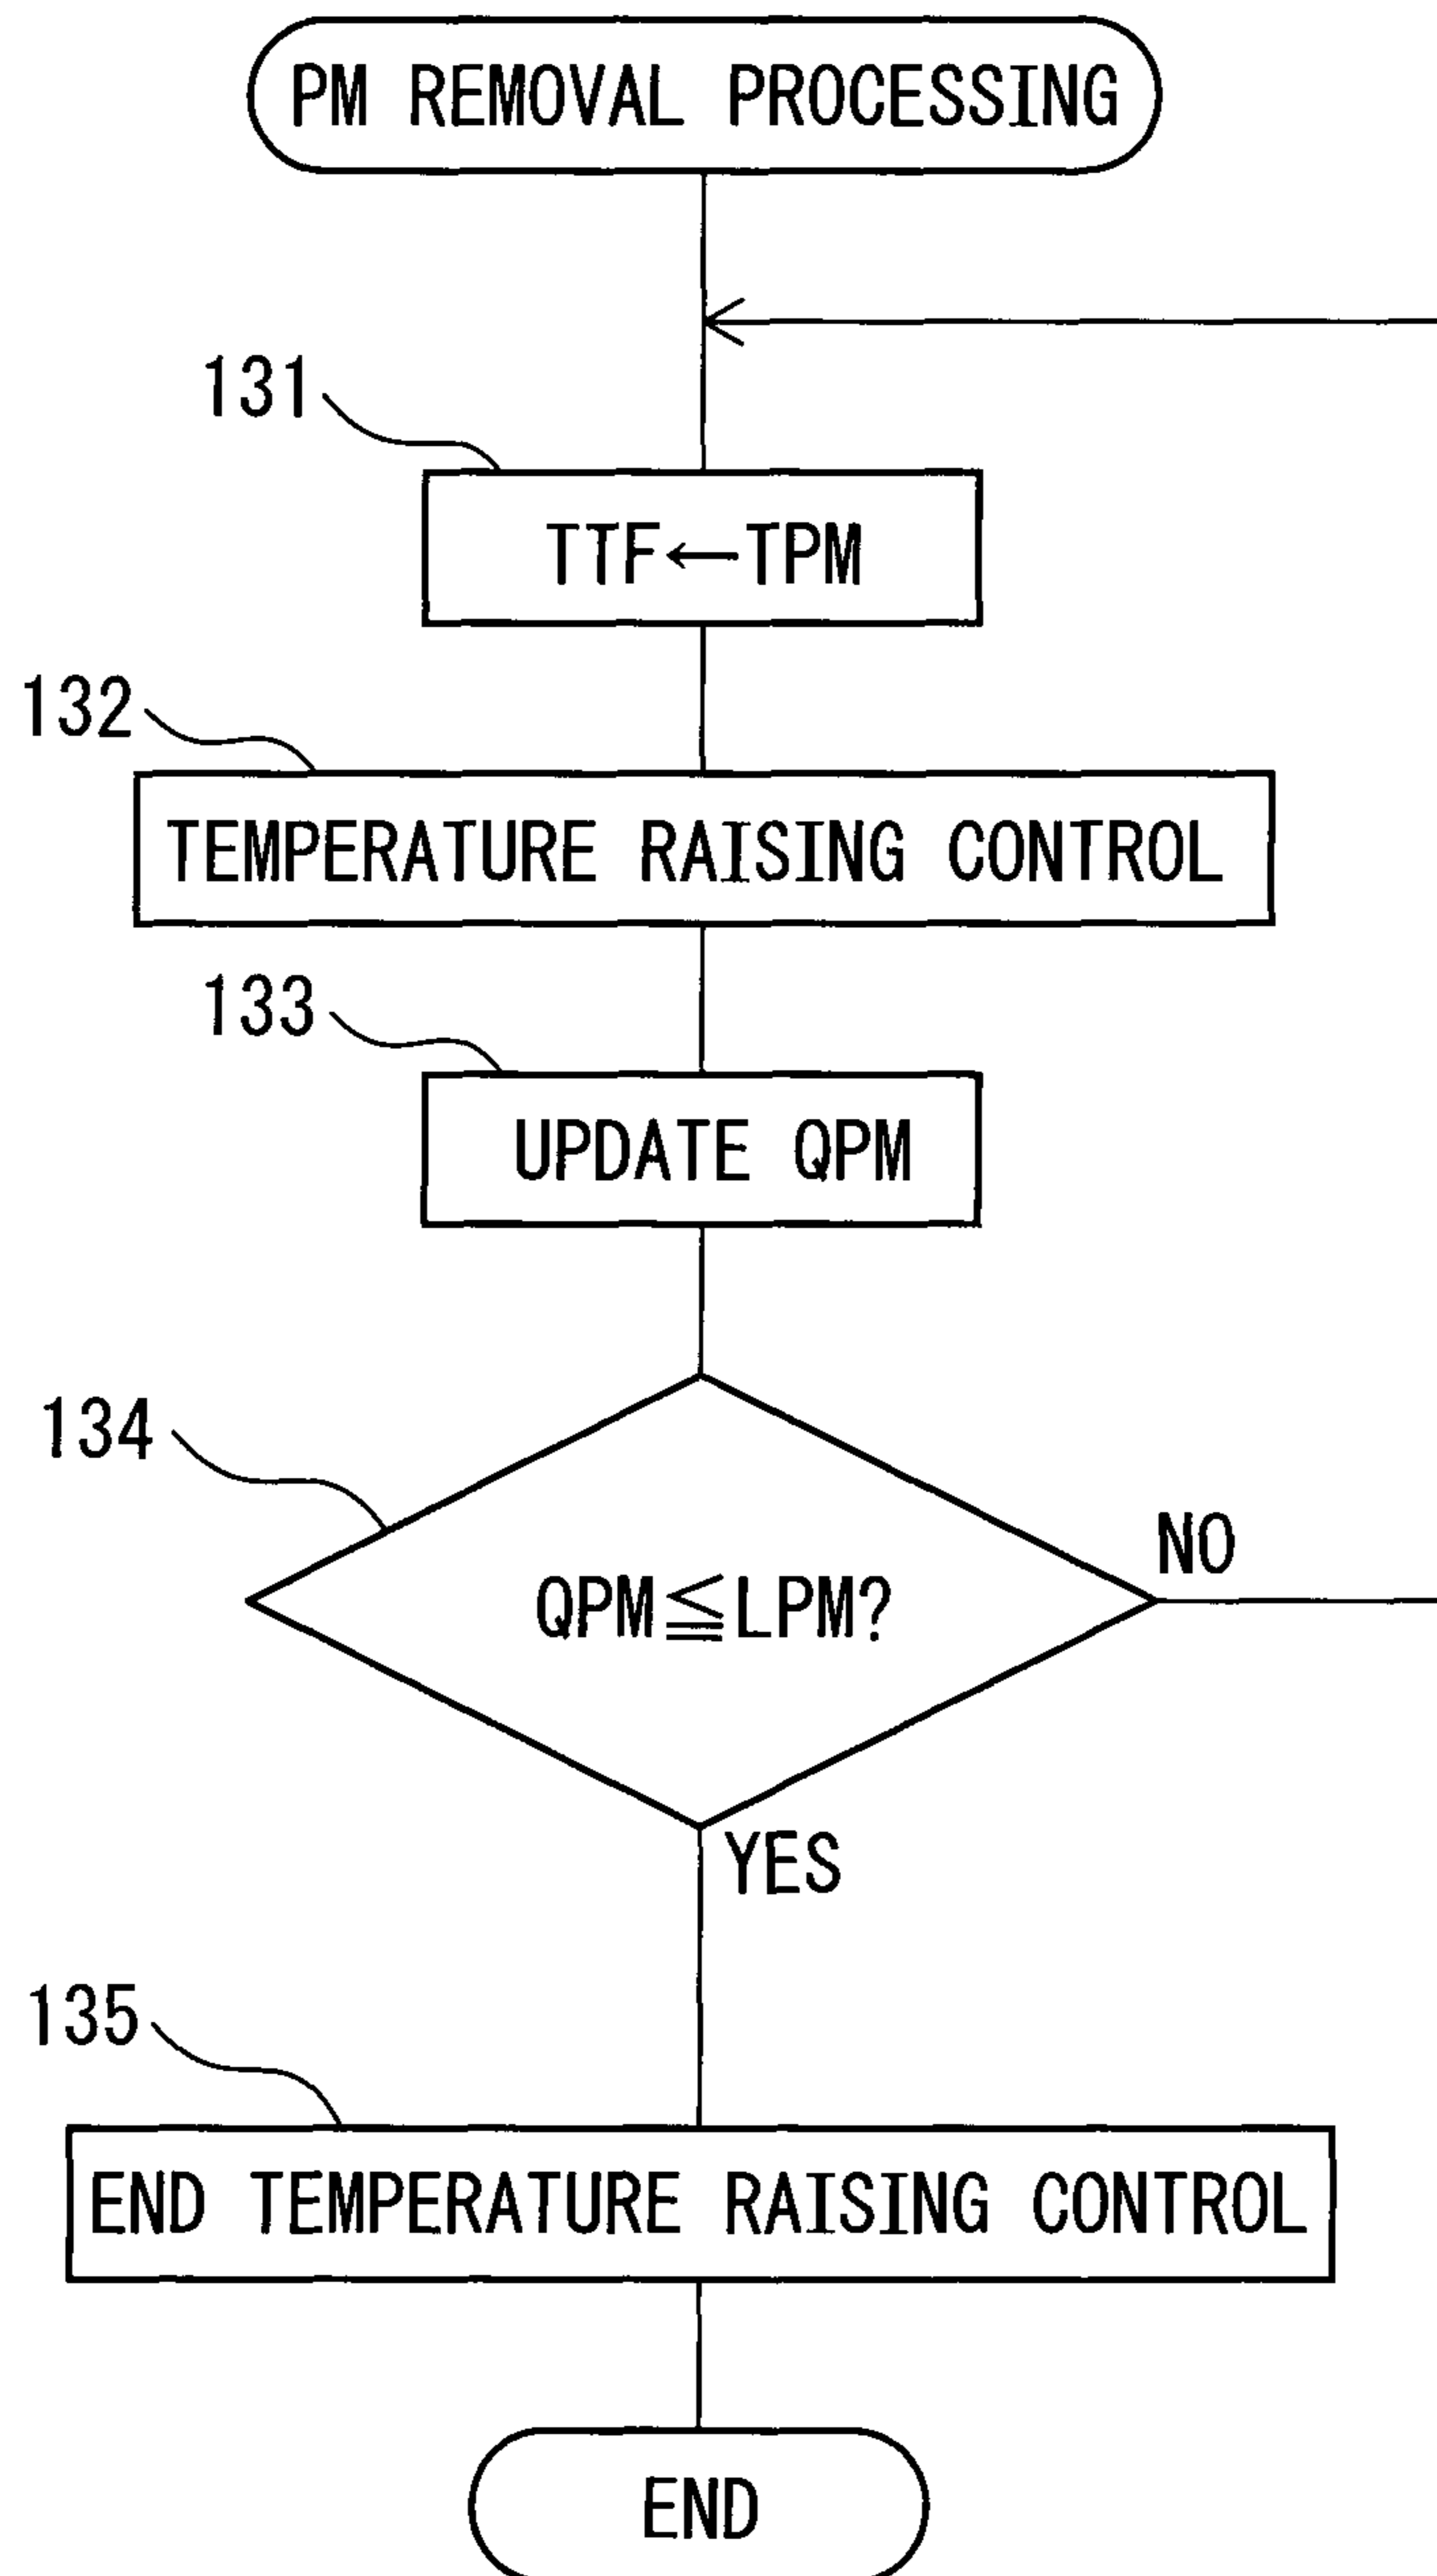 PM REMOVAL PROCESSING
131
TTF←TPM
132
TEMPERATURE RAISING CONTROL
133
UPDATE QPM
134
QPM≦LPM?
NO
YES
135
END TEMPERATURE RAISING CONTROL
END